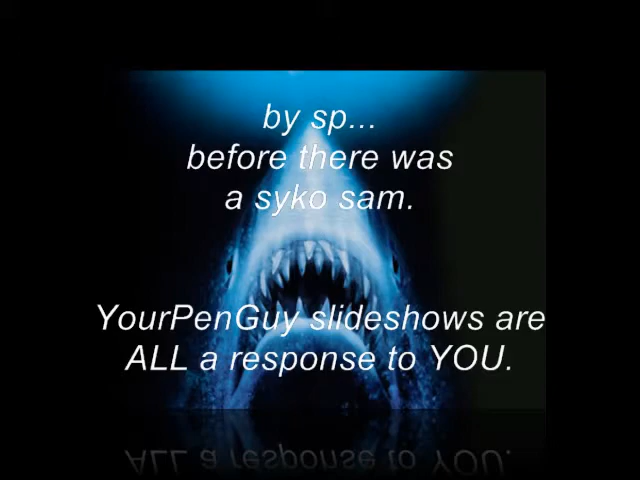 by sp...
before there was
a syko sam.
YourPenGuy slideshows are
ALL a response to YOU.